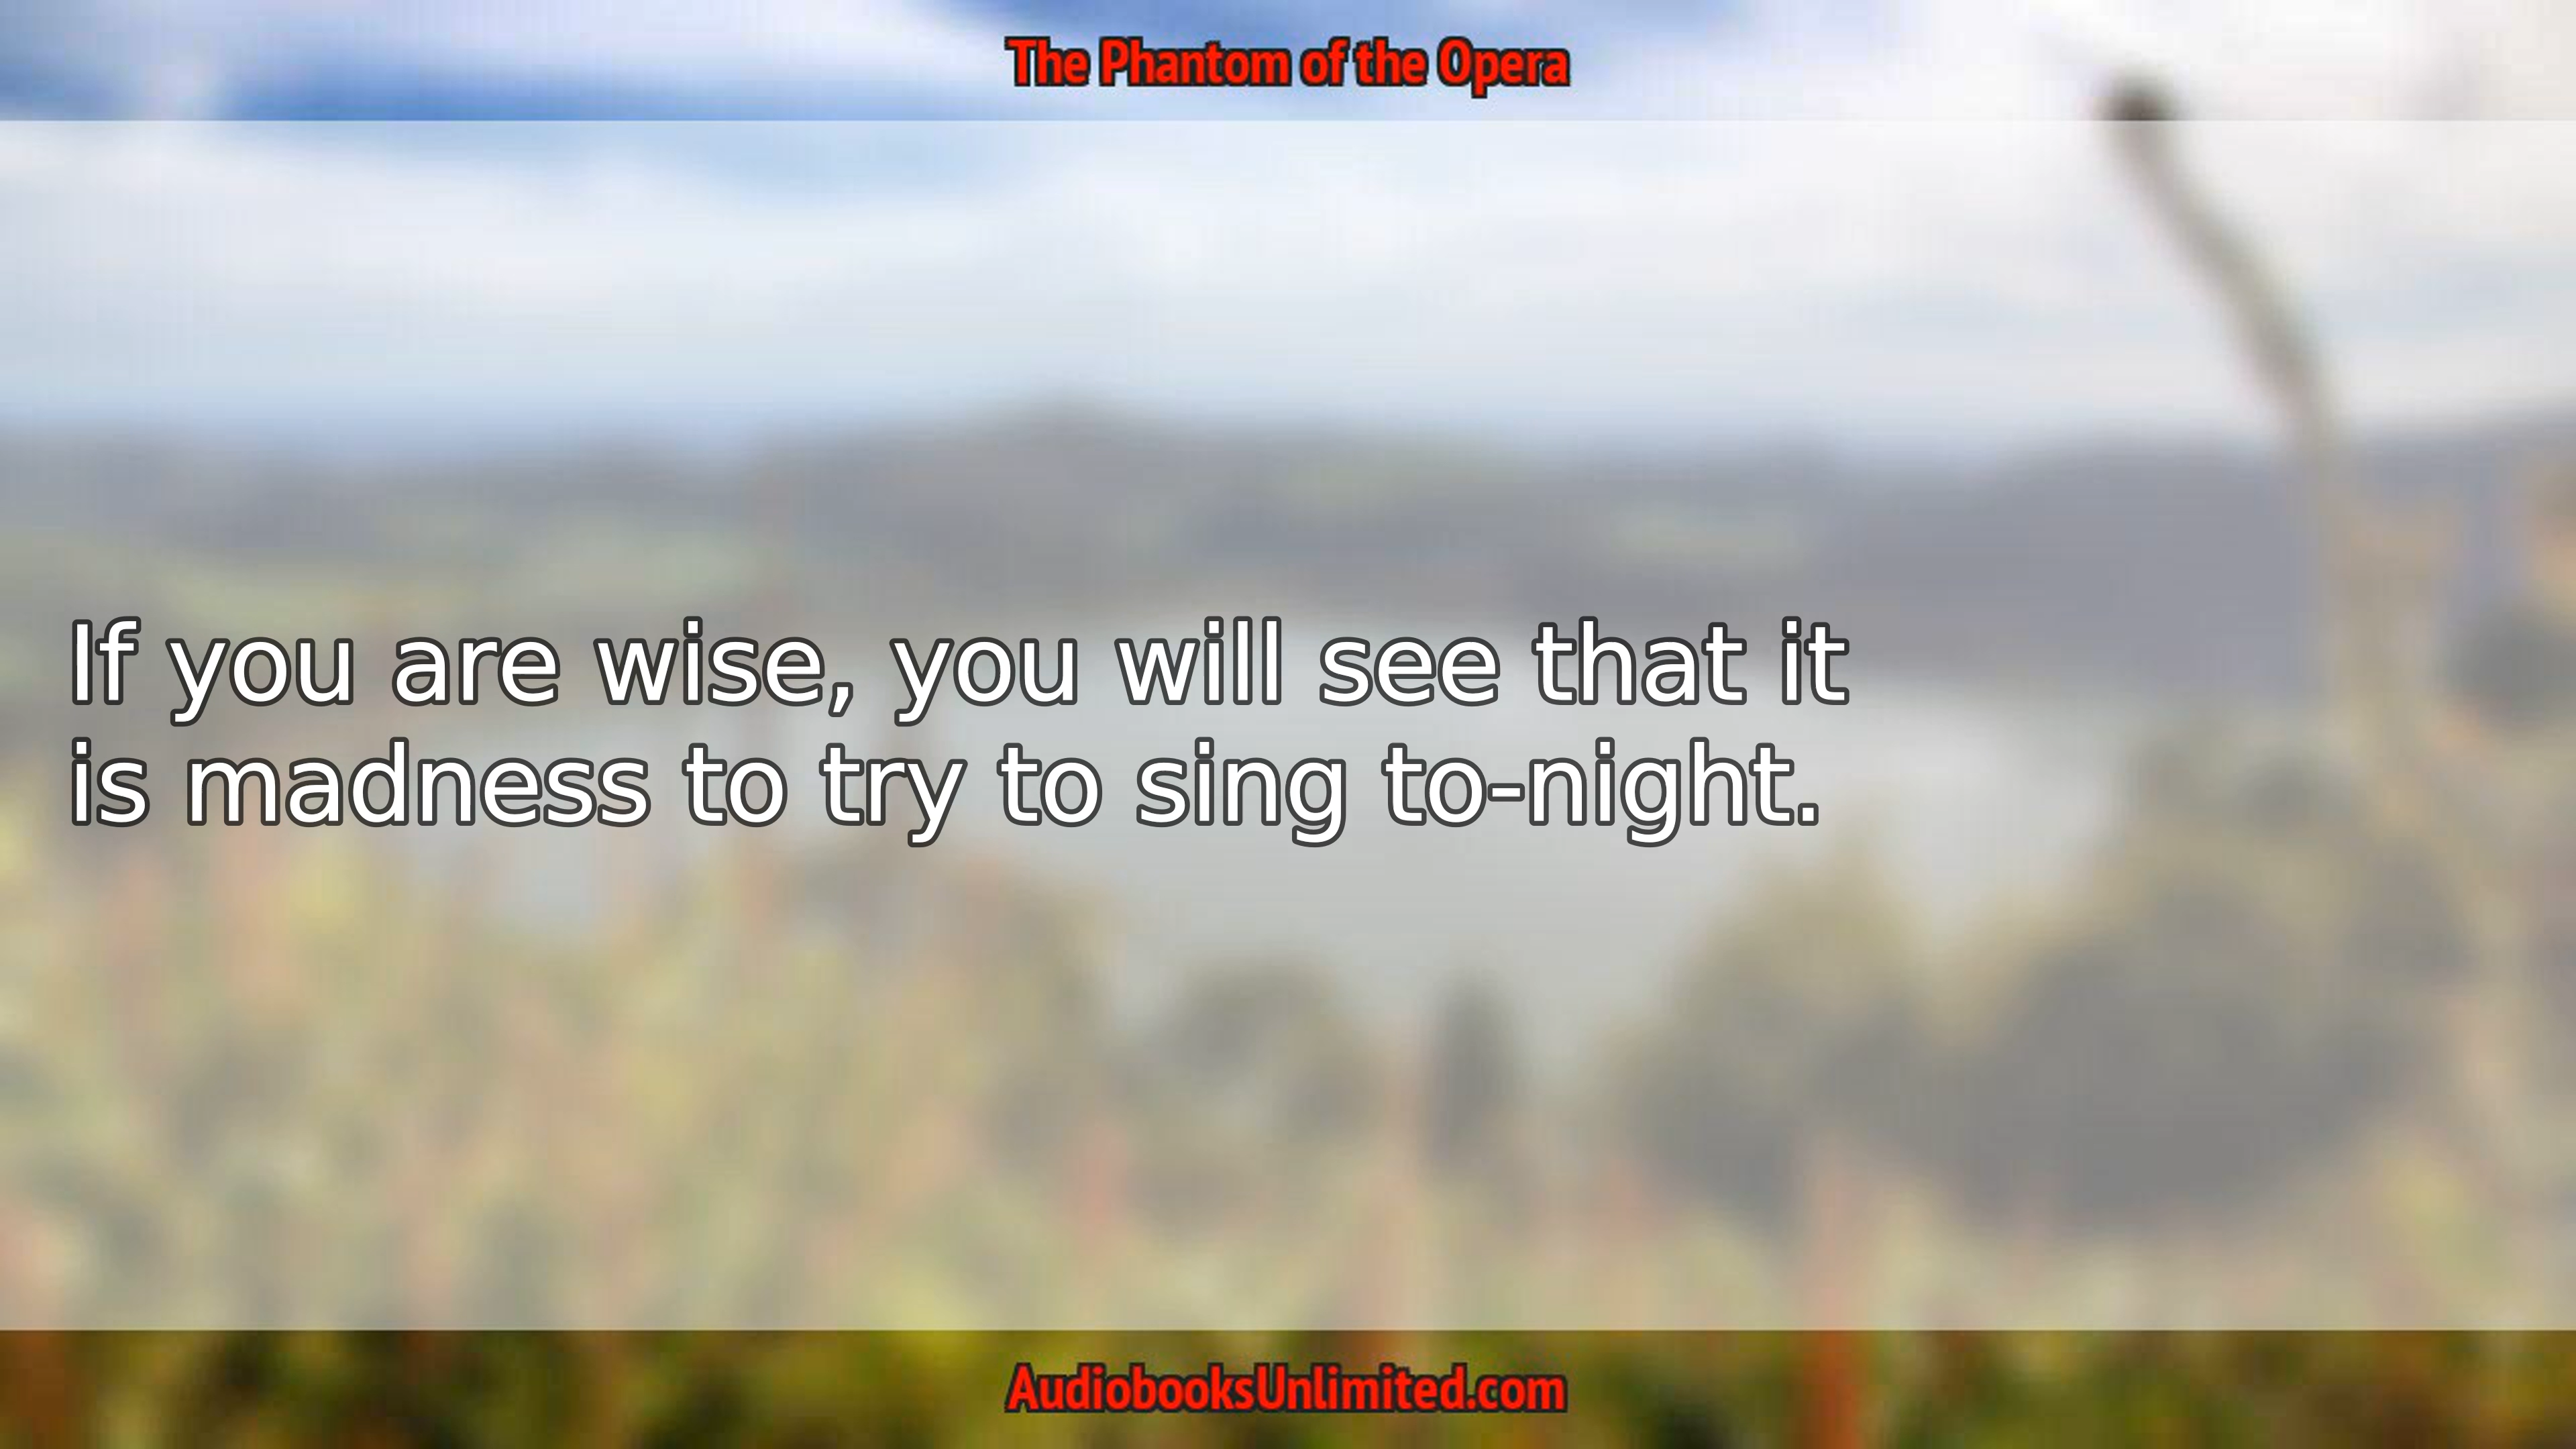 The Phantom of the Opera
If you are wise, you will see that it
is madness to try to sing to-night.
AudiobooksUnlimited.com